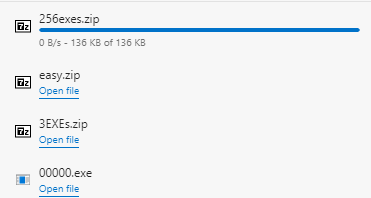 256exes.zip
0 B/s - 136 KB of 136 KB
easy.zip
Open file
3EXEs.zip
Open file
00000.exe
Open file